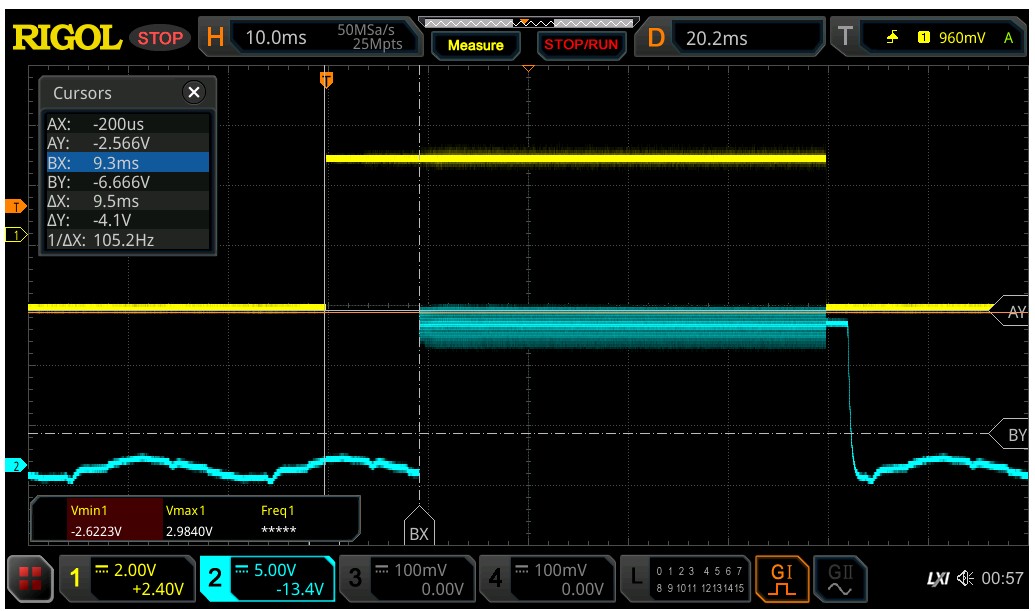 RIGOL STOP H 10.0ms 50MSa/s 25Mpts Measure STOP/RUN D 20.2ms T 1 960mV A
T
Cursors
AX: -200us
AY: -2.566V
BX: 9.3ms
BY: -6.666V
ΔX: 9.5ms
ΔY: -4.1V
1/ΔX: 105.2Hz
T
1
AY
BY
2
Vmin1 Vmax1 Freq1
-2.6223V 2.9840V *****
BX
1 2.00V +2.40V 2 5.00V -13.4V 3 100mV 0.00V 4 100mV 0.00V L 0 1 2 3 4 5 6 7 8 9 10 11 12 13 14 15 GI GII LXI 00:57